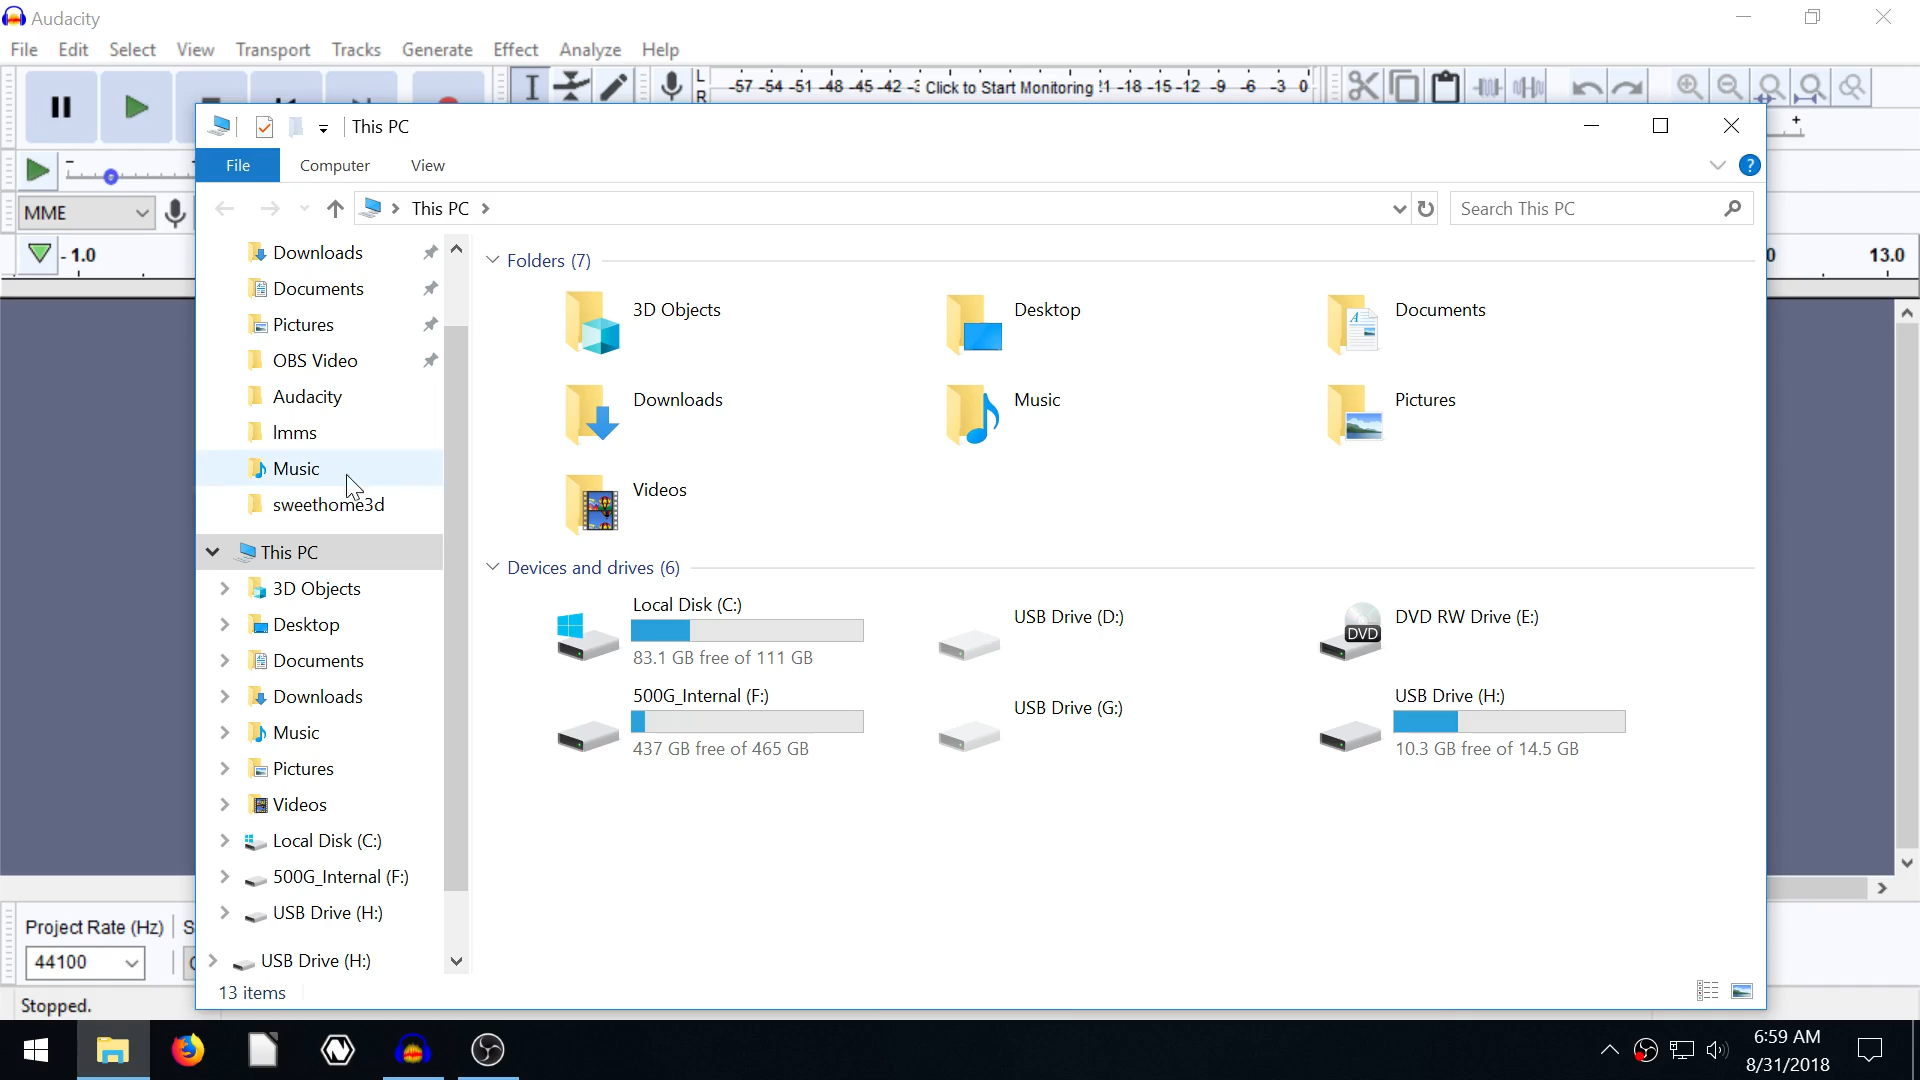 Audacity
File Edit Select View Transport Tracks Generate Effect Analyze Help
L
R
-57 -54 -51 -48 -45 -42 -3 Click to Start Monitoring !1 -18 -15 -12 -9 -6 -3 0
This PC
File Computer View
MME
This PC
Search This PC
-1.0
13.0
Downloads
Documents
Pictures
OBS Video
Audacity
lmms
Music
sweethome3d
This PC
3D Objects
Desktop
Documents
Downloads
Music
Pictures
Videos
Local Disk (C:)
500G_Internal (F:)
USB Drive (H:)
USB Drive (H:)
13 items
Folders (7)
3D Objects
Desktop
Documents
Downloads
Music
Pictures
Videos
Devices and drives (6)
Local Disk (C:)
83.1 GB free of 111 GB
USB Drive (D:)
DVD RW Drive (E:)
DVD
500G_Internal (F:)
437 GB free of 465 GB
USB Drive (G:)
USB Drive (H:)
10.3 GB free of 14.5 GB
Project Rate (Hz) S
44100
Stopped.
6:59 AM
8/31/2018